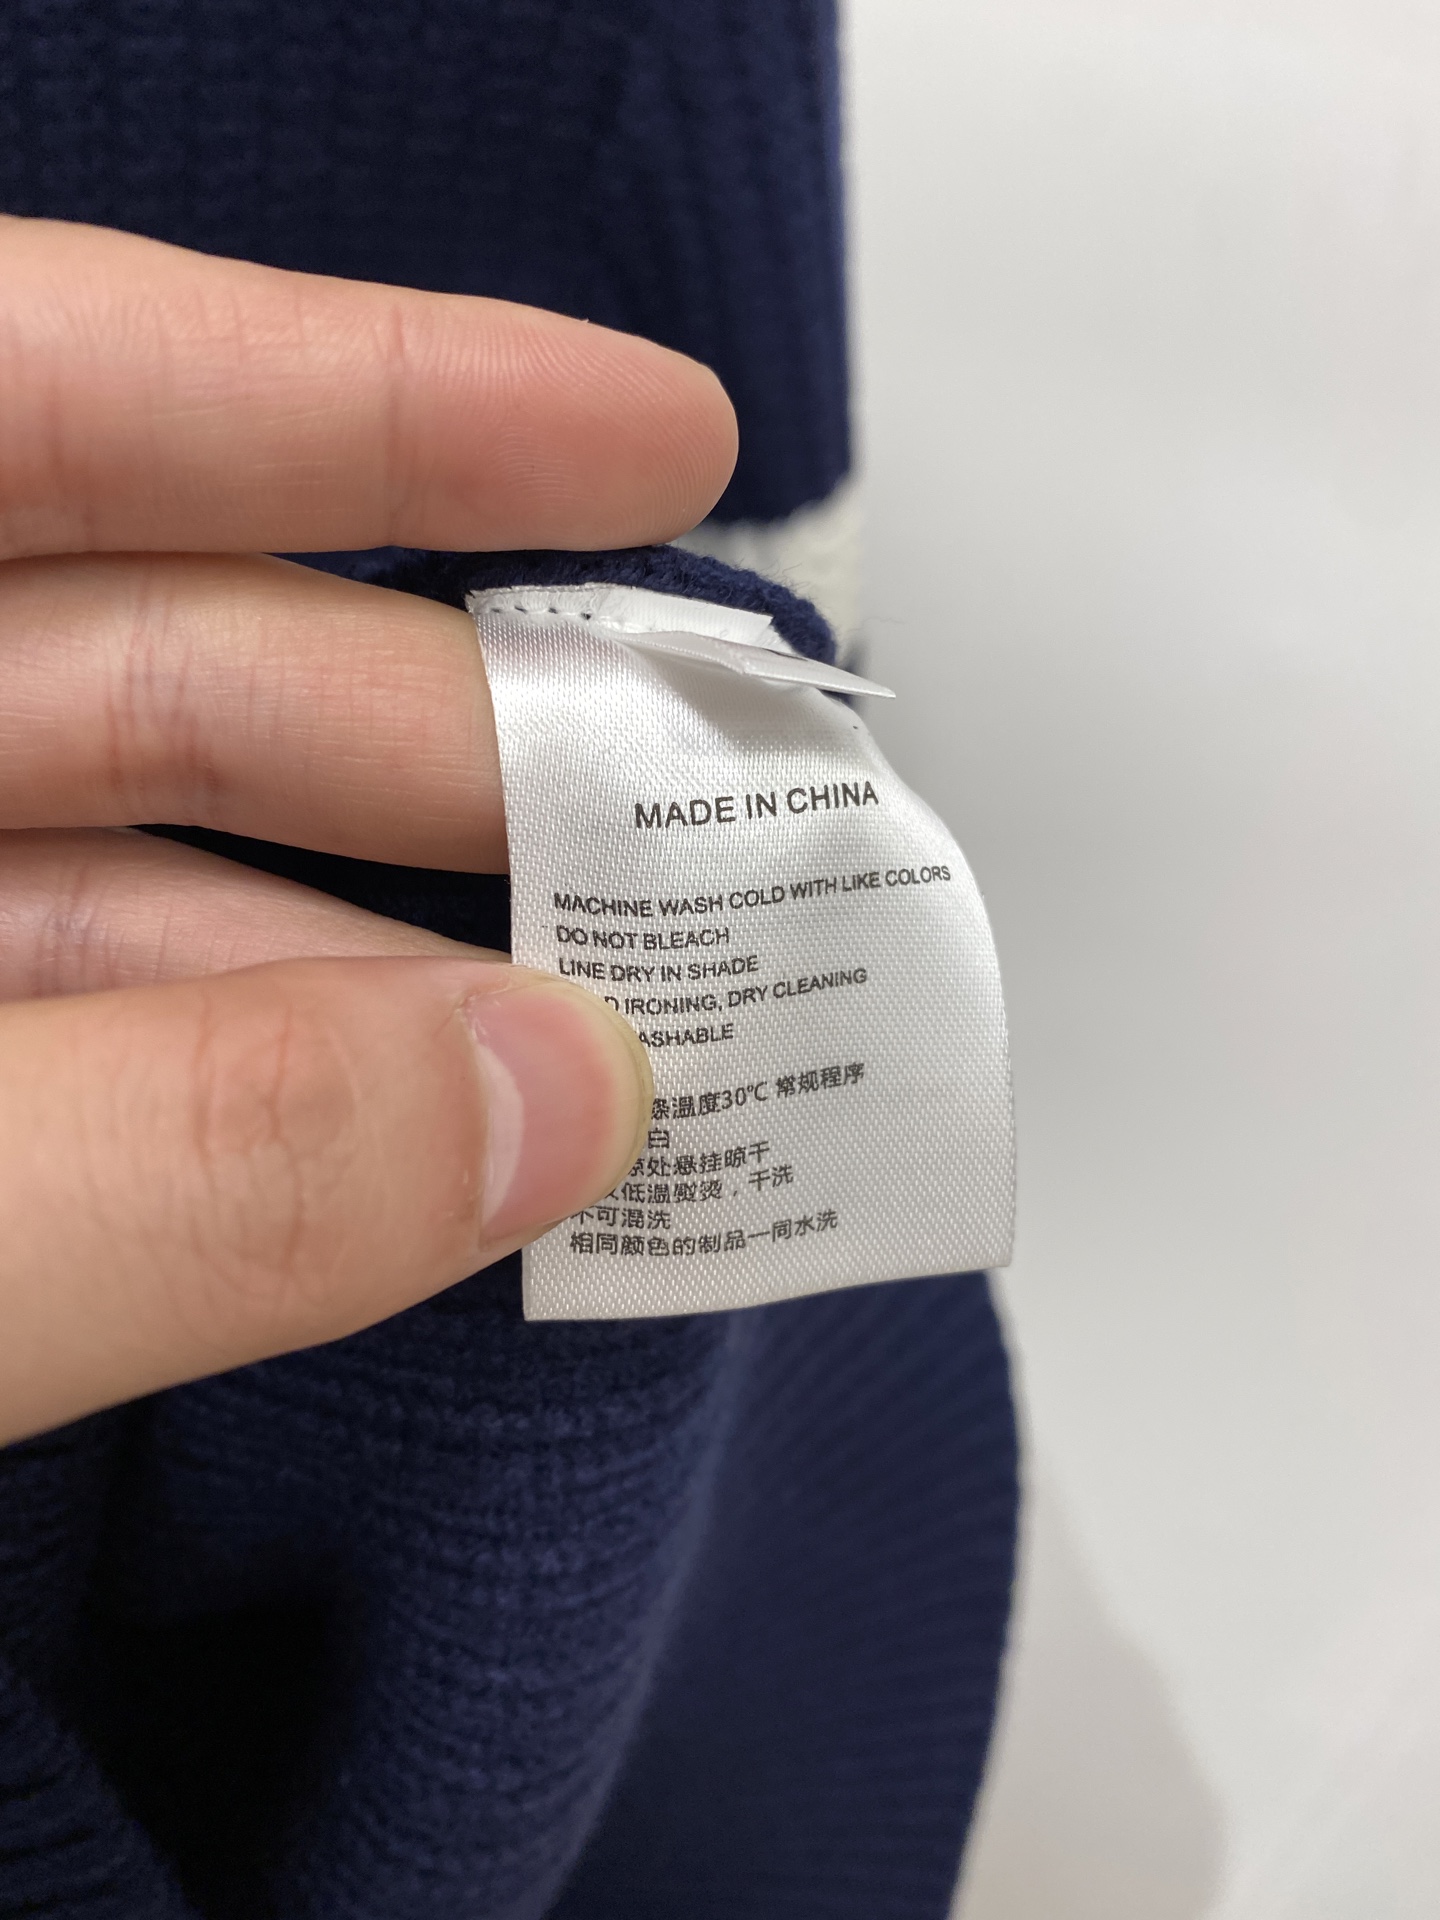 MADE IN CHINA
MACHINE WASH COLD WITH LIKE COLORS
DO NOT BLEACH
LINE DRY IN SHADE
IRONING, DRY CLEANING
温度30℃ 常规程序
白
处悬挂晾干
低温熨烫，干洗
不可混洗
相同颜色的制品一同水洗